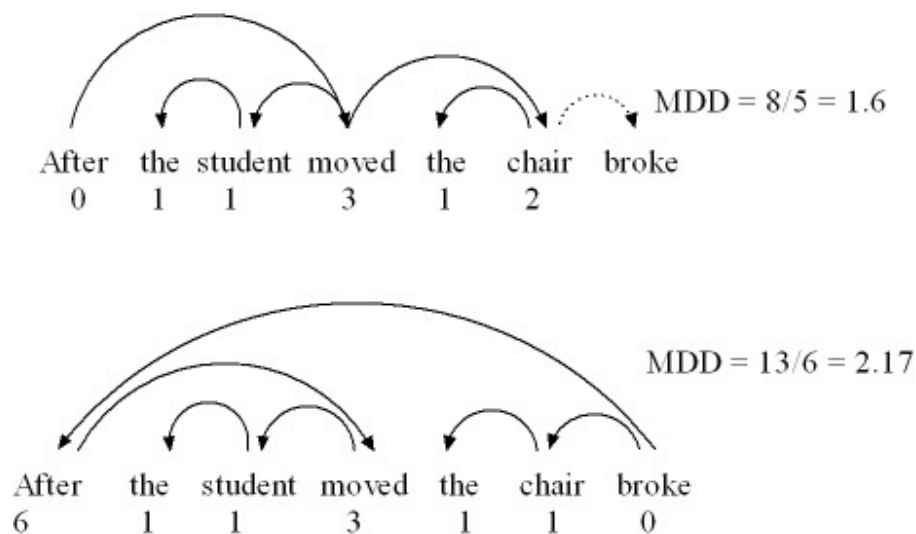 MDD = 8/5 = 1.6
After the student moved the chair broke
0 1 1 3 1 2
MDD = 13/6 = 2.17
After the student moved the chair broke
6 1 1 3 1 1 0